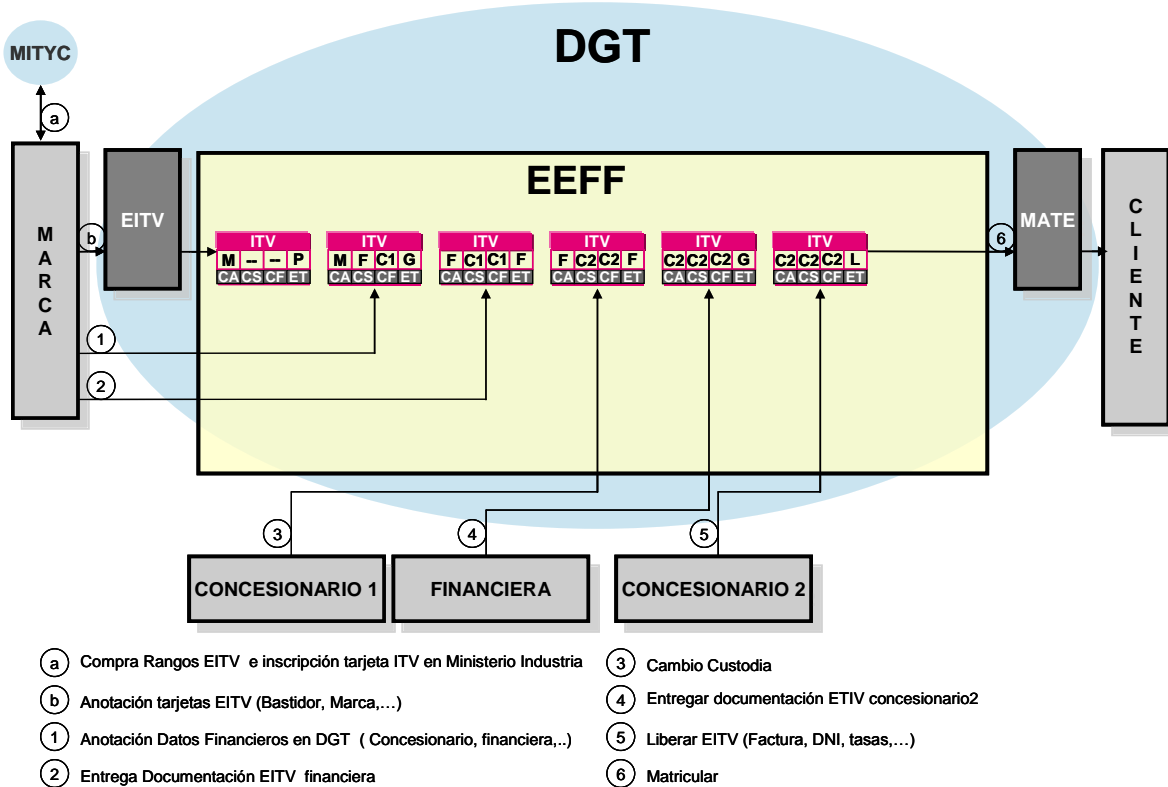 DGT
MITYC
a
MARCA
b
EITV
EEFF
MATE
6
CLIENTE
ITV ITV ITV ITV ITV ITV
M -- -- P M F C1 G F C1 C1 F F C2 C2 F C2 C2 C2 G C2 C2 C2 L
CA CS CF ET CA CS CF ET CA CS CF ET CA CS CF ET CA CS CF ET CA CS CF ET
1
2
3 4 5
CONCESIONARIO 1 FINANCIERA CONCESIONARIO 2
a Compra Rangos EITV e inscripción tarjeta ITV en Ministerio Industria
b Anotación tarjetas EITV (Bastidor, Marca,...)
1 Anotación Datos Financieros en DGT ( Concesionario, financiera,..)
2 Entrega Documentación EITV financiera
3 Cambio Custodia
4 Entregar documentación ETIV concesionario2
5 Liberar EITV (Factura, DNI, tasas,...)
6 Matricular